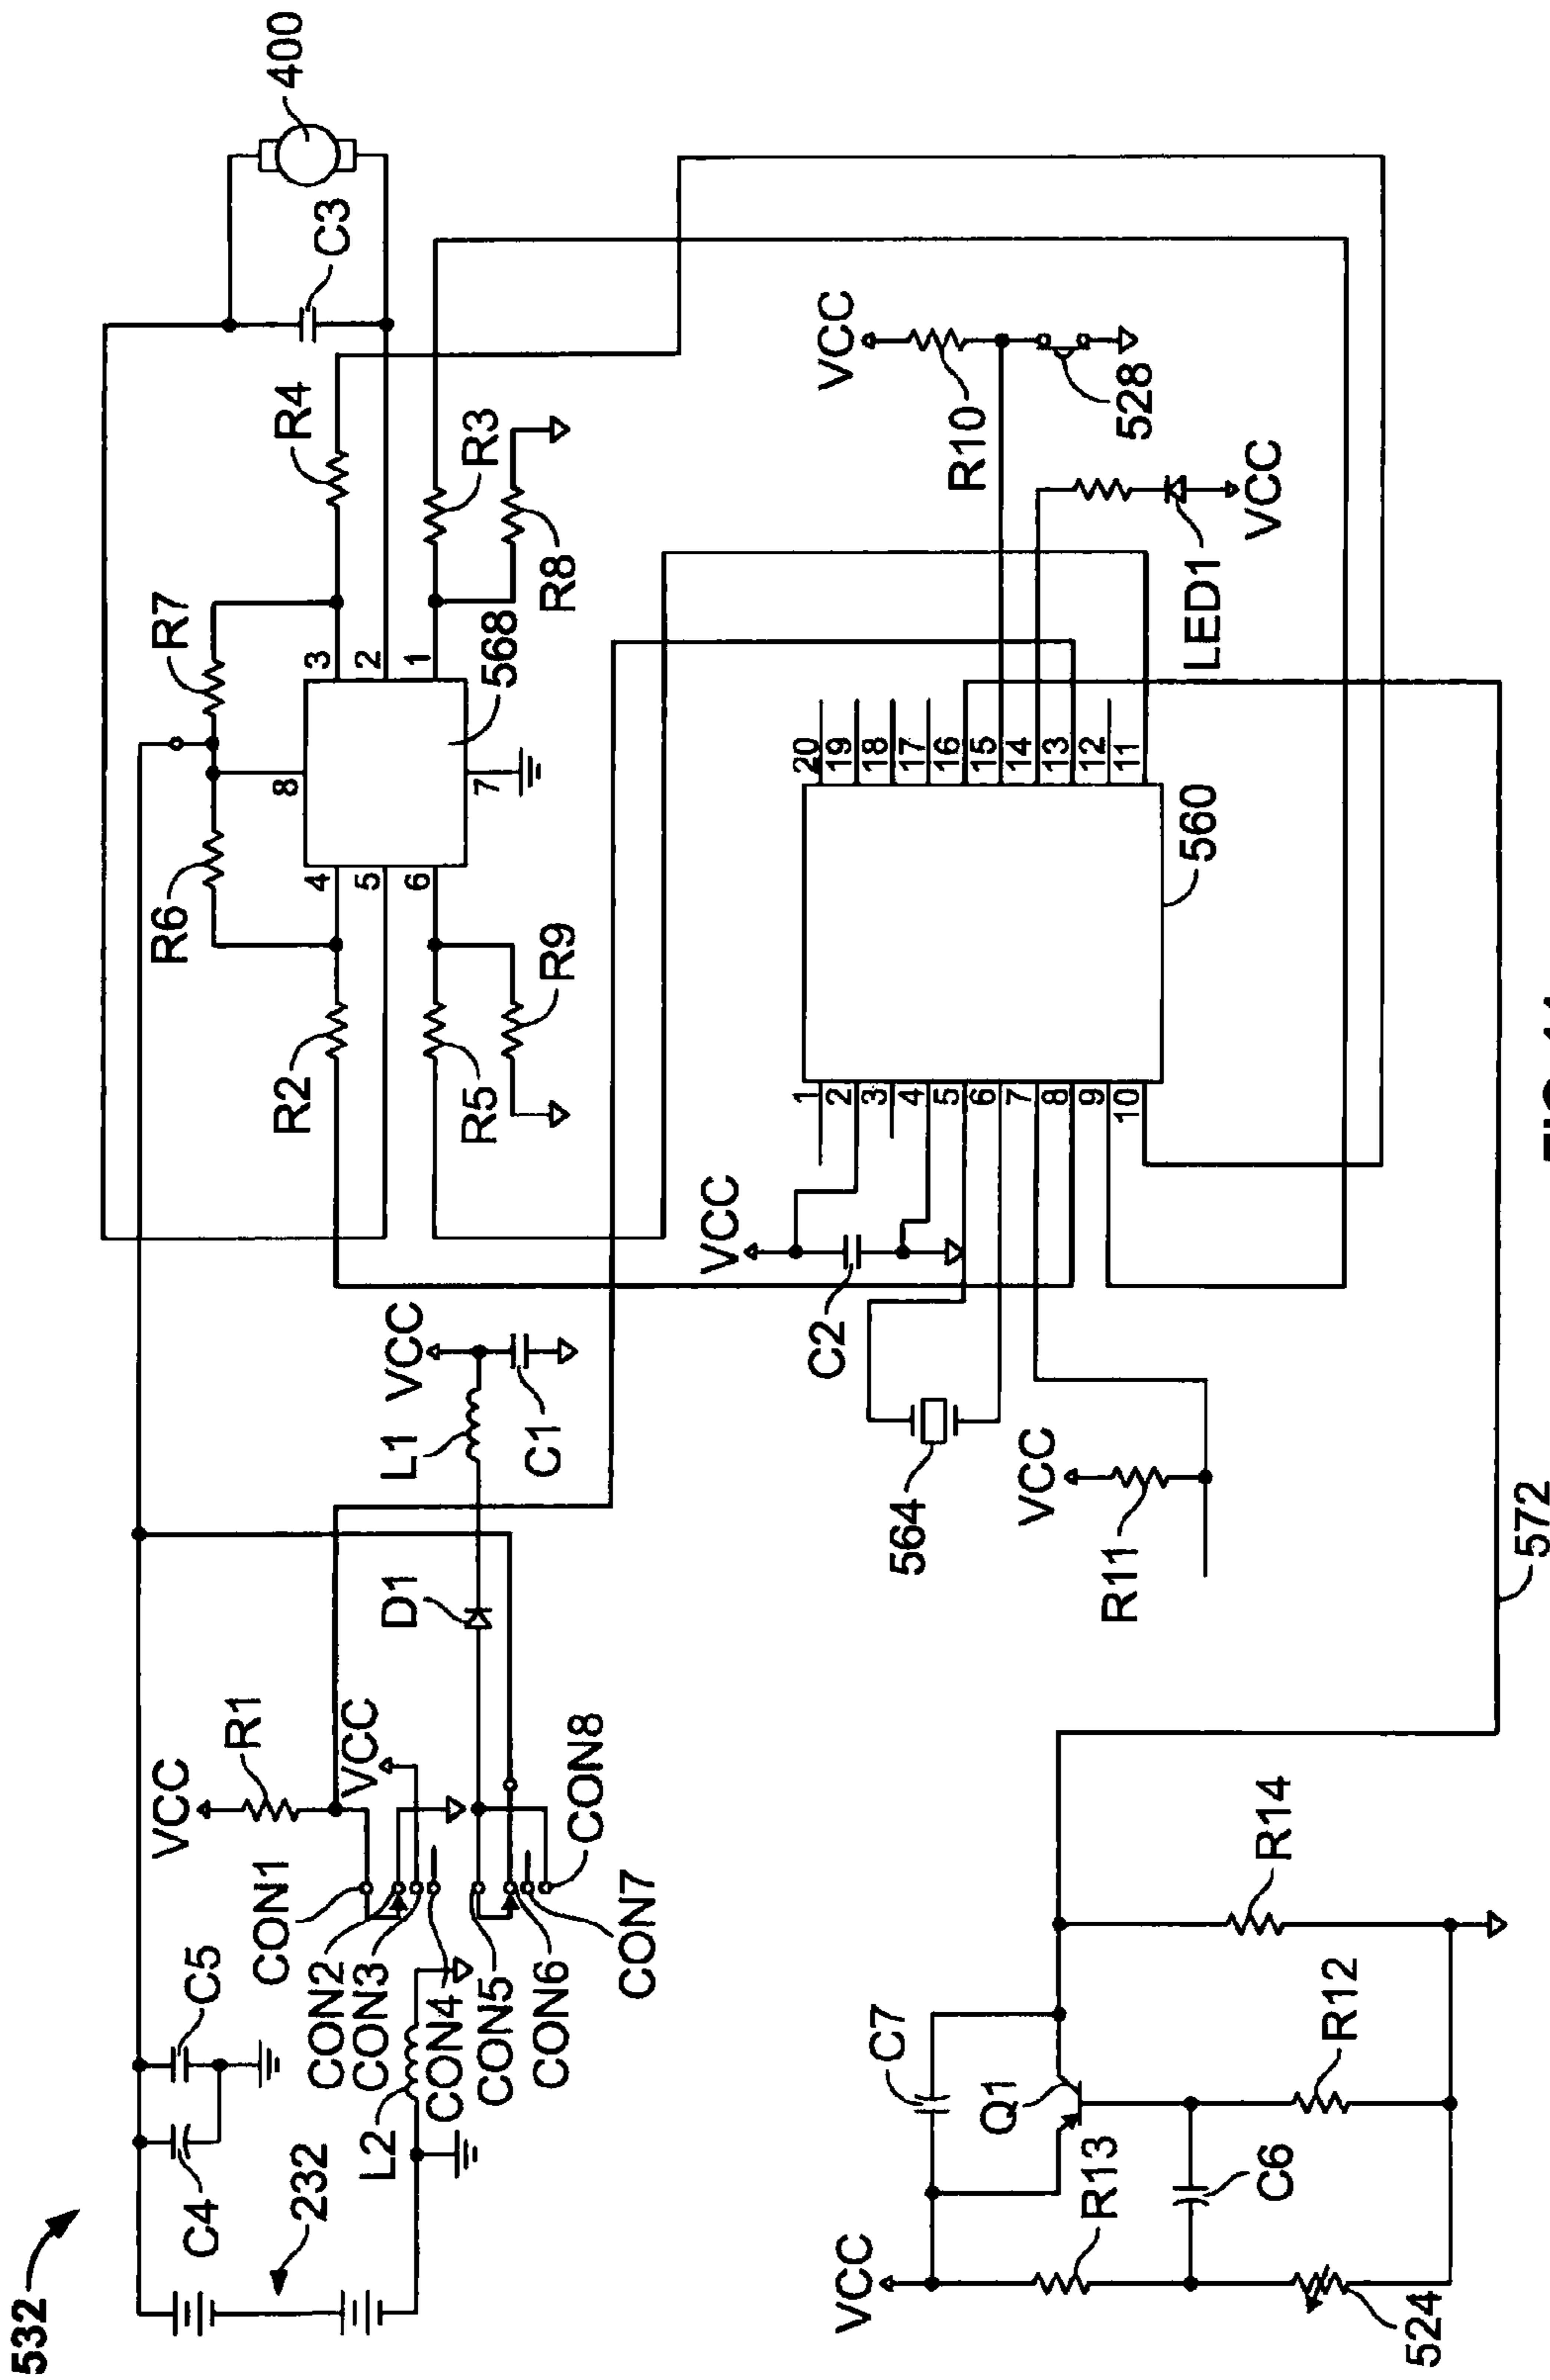 532
232
C4
C5
VCC
R1
CON1
CON2
CON3
CON4
CON5
CON6
CON7
CON8
VCC
L2
D1
L1
VCC
C1
R2
R6
R7
R4
C3
400
4
5
6
8
7
3
2
1
568
R5
R9
R3
R8
VCC
C2
564
VCC
R11
1
2
3
4
5
6
7
8
9
10
20
19
18
17
16
15
14
13
12
11
560
VCC
R10
528
LED1
VCC
VCC
C7
Q1
R13
C6
R12
R14
524
572